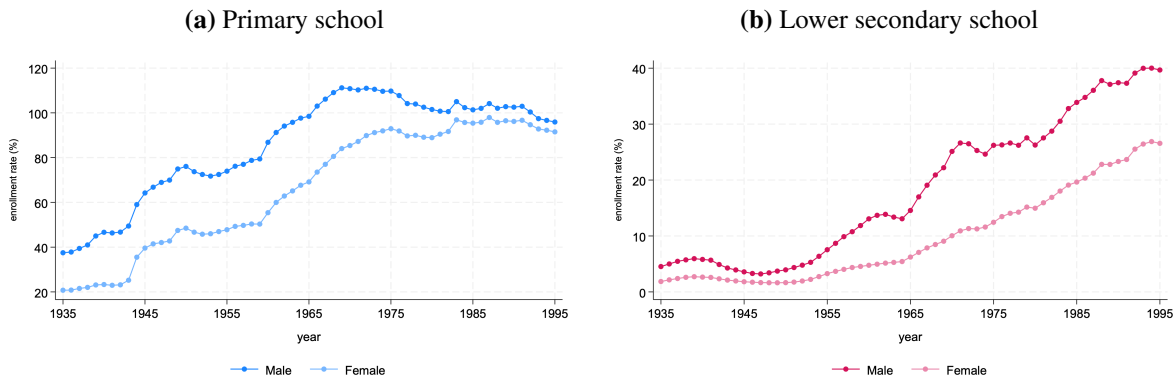 (a) Primary school
120
100
80
60
40
20
enrollment rate (%)
1935 1945 1955 1965 1975 1985 1995
year
Male Female
(b) Lower secondary school
40
30
20
10
0
enrollment rate (%)
1935 1945 1955 1965 1975 1985 1995
year
Male Female